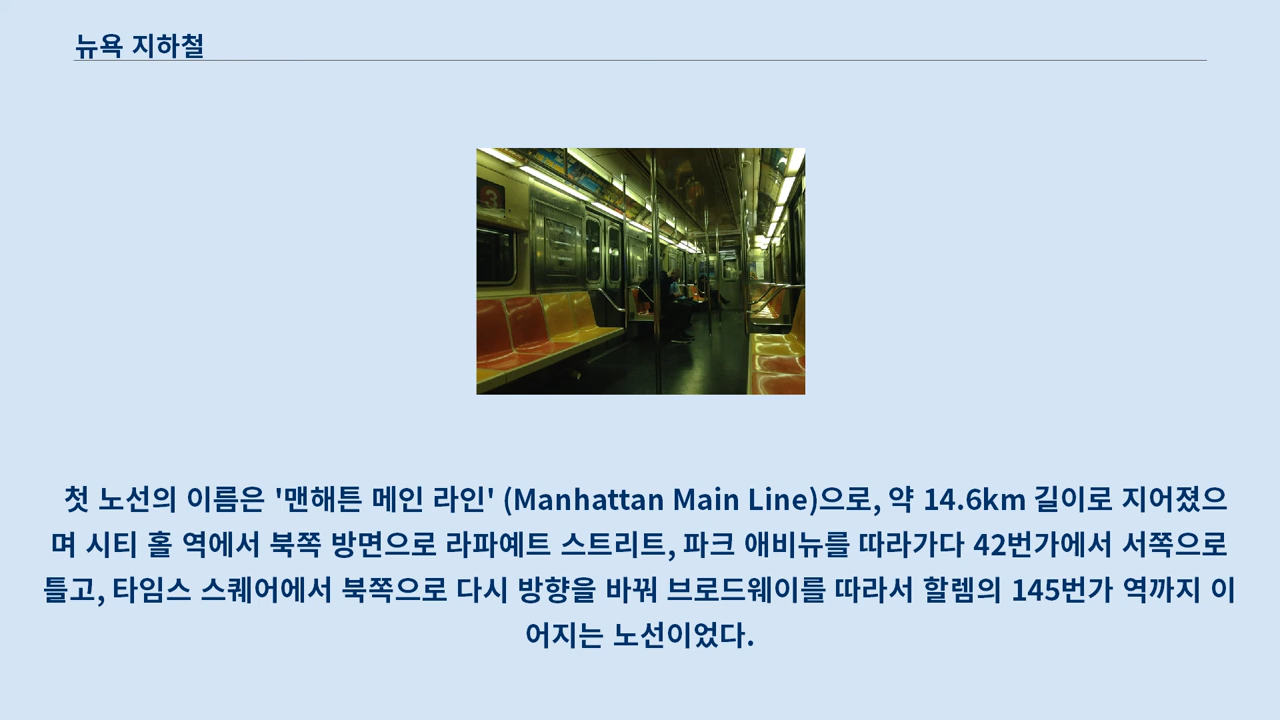 뉴욕 지하철
첫 노선의 이름은 '맨해튼 메인 라인' (Manhattan Main Line)으로, 약 14.6km 길이로 지어졌으
며 시티 홀 역에서 북쪽 방면으로 라파예트 스트리트, 파크 애비뉴를 따라가다 42번가에서 서쪽으로
틀고, 타임스 스퀘어에서 북쪽으로 다시 방향을 바꿔 브로드웨이를 따라서 할렘의 145번가 역까지 이
어지는 노선이었다.